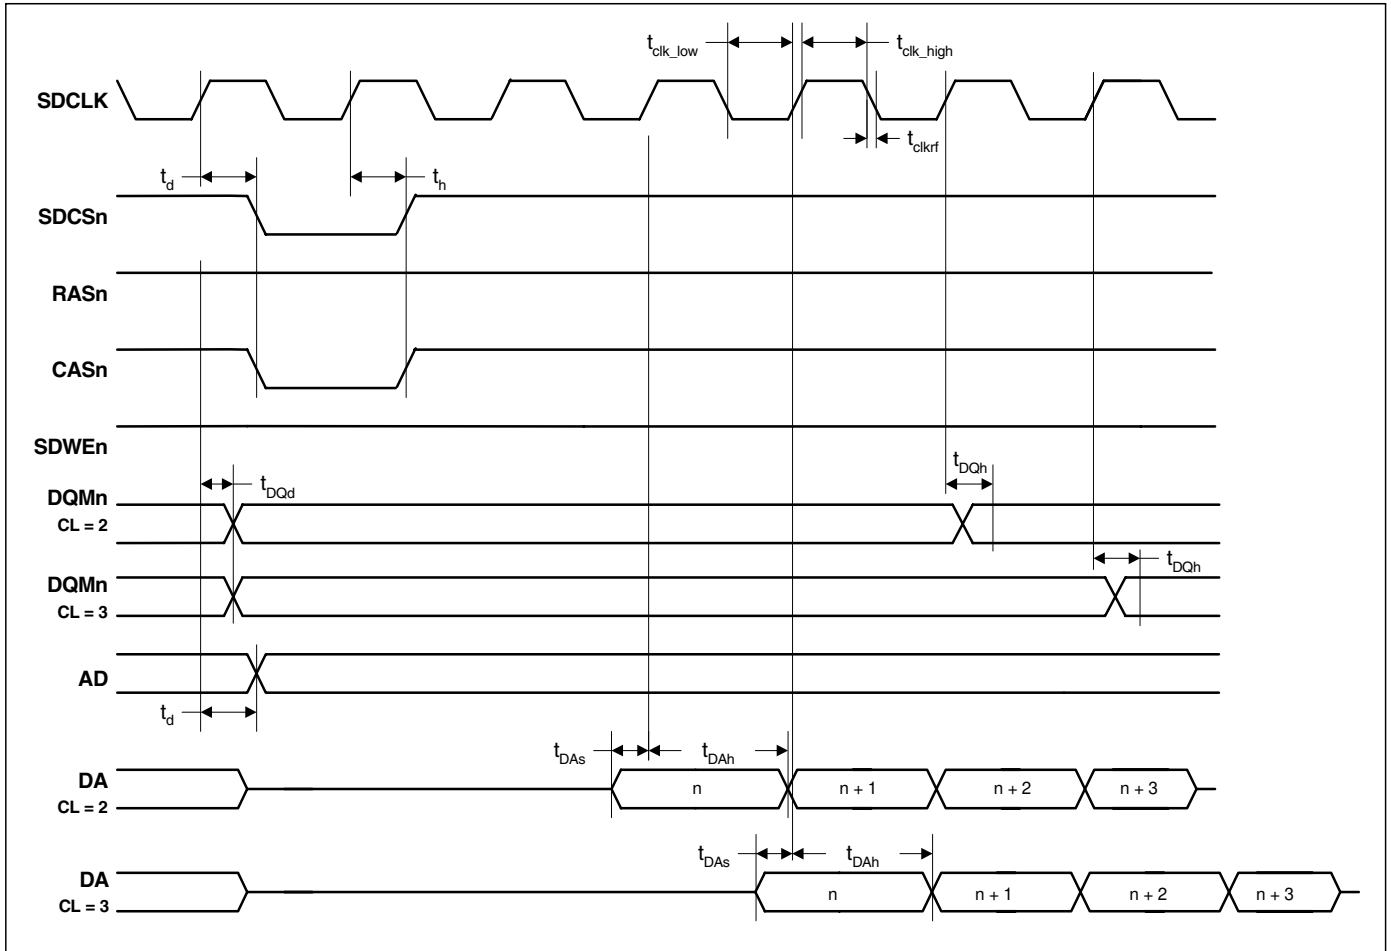 t_clk_low t_clk_high
SDCLK
t_clkrf
t_d t_h
SDCSn
RASn
CASn
SDWEn
t_DQh
t_DQd
DQMn
CL = 2
t_DQh
DQMn
CL = 3
AD
t_d
t_DAs t_DAh
DA
CL = 2
n n + 1 n + 2 n + 3
t_DAs t_DAh
DA
CL = 3
n n + 1 n + 2 n + 3